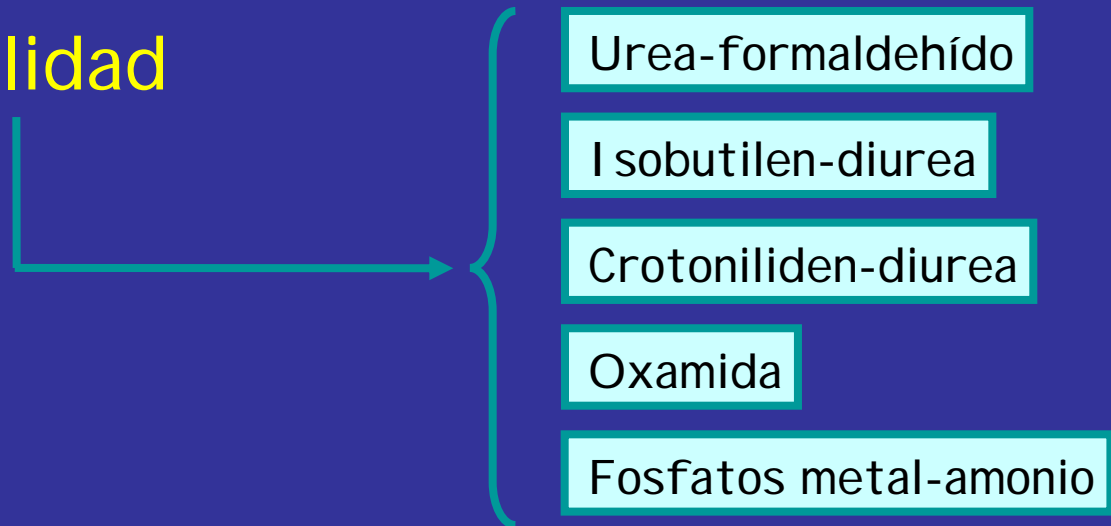 lidad
Urea-formaldehído
Isobutilen-diurea
Crotoniliden-diurea
Oxamida
Fosfatos metal-amonio